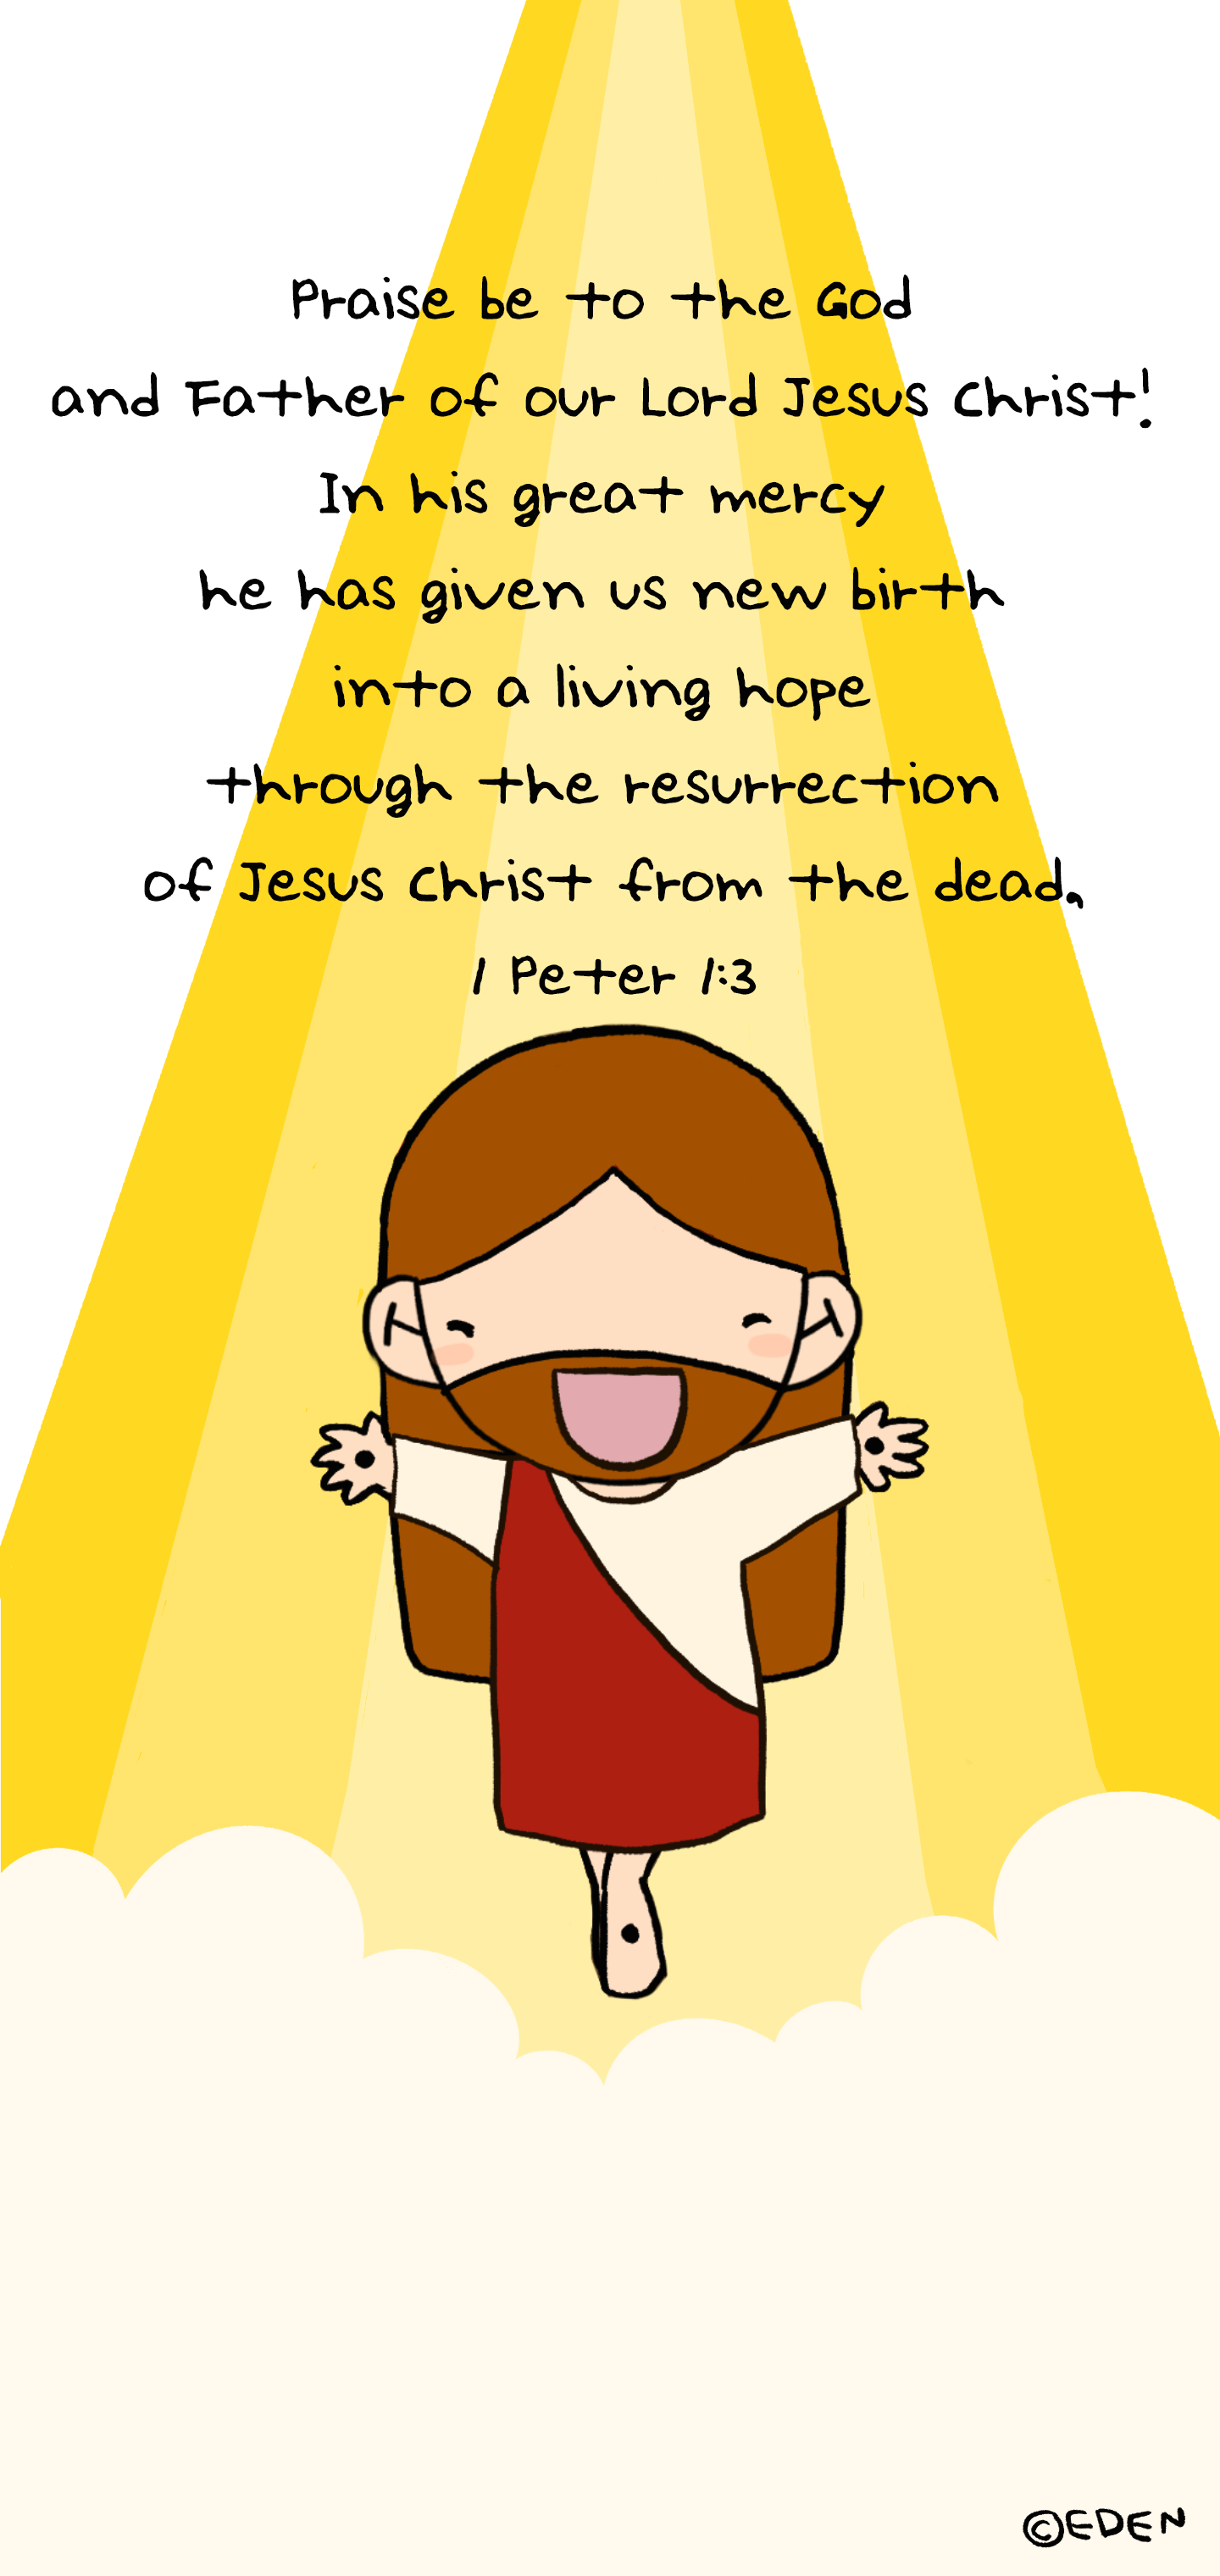 Praise be to the God
and Father of our Lord Jesus Christ!
In his great mercy
he has given us new birth
into a living hope
through the resurrection
of Jesus Christ from the dead,
1 Peter 1:3
©EDEN